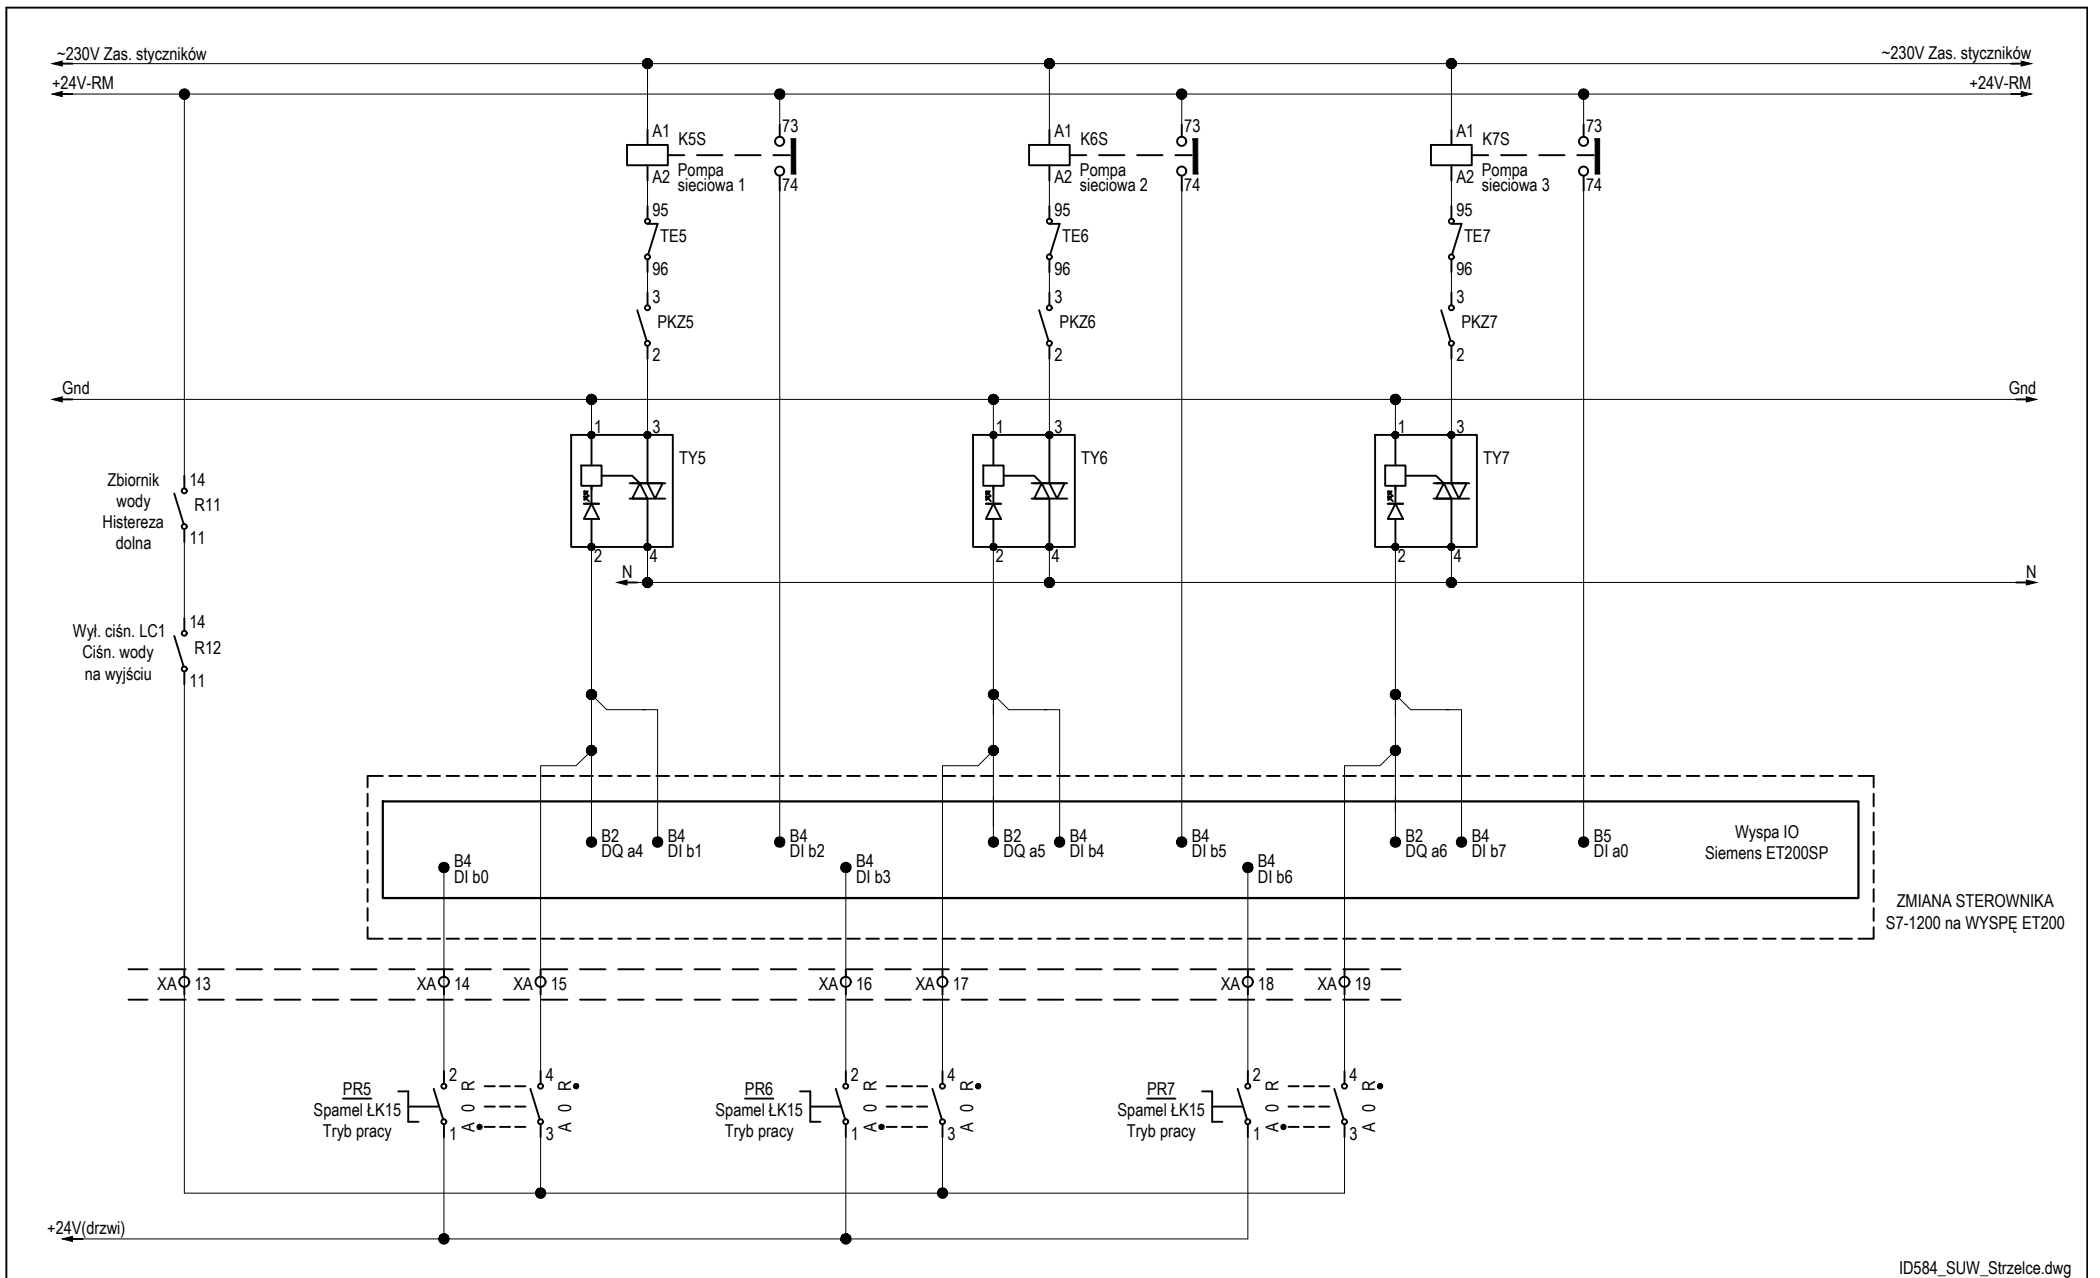 ~230V Zas. styczników
~230V Zas. styczników
+24V-RM
+24V-RM
A1
K5S
A2
Pompa
sieciowa 1
73
74
A1
K6S
A2
Pompa
sieciowa 2
73
74
A1
K7S
A2
Pompa
sieciowa 3
73
74
95
TE5
96
95
TE6
96
95
TE7
96
3
PKZ5
2
3
PKZ6
2
3
PKZ7
2
Gnd
Gnd
1
3
TY5
2
4
1
3
TY6
2
4
1
3
TY7
2
4
Zbiornik
wody
Histereza
dolna
14
R11
11
N
N
Wył. ciśn. LC1
Ciśn. wody
na wyjściu
14
R12
11
B2
DQ a4
B4
DI b1
B4
DI b2
B2
DQ a5
B4
DI b4
B4
DI b5
B2
DQ a6
B4
DI b7
B5
DI a0
Wyspa IO
Siemens ET200SP
B4
DI b0
B4
DI b3
B4
DI b6
ZMIANA STEROWNIKA
S7-1200 na WYSPĘ ET200
XA 13
XA 14
XA 15
XA 16
XA 17
XA 18
XA 19
PR5
Spamel ŁK15
Tryb pracy
2
1
A 0 R
4
3
A 0 R
PR6
Spamel ŁK15
Tryb pracy
2
1
A 0 R
4
3
A 0 R
PR7
Spamel ŁK15
Tryb pracy
2
1
A 0 R
4
3
A 0 R
+24V(drzwi)
ID584_SUW_Strzelce.dwg